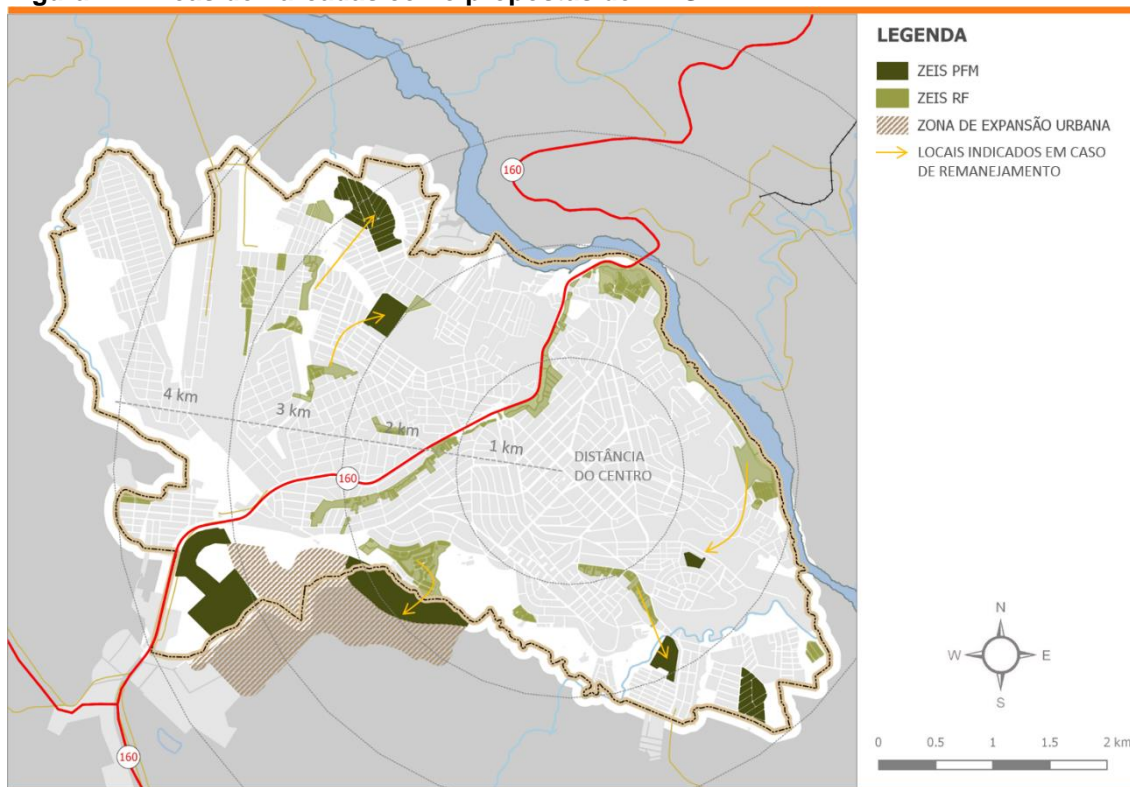 LEGENDA
ZEIS PFM
ZEIS RF
ZONA DE EXPANSÃO URBANA
LOCAIS INDICADOS EM CASO
DE REMANEJAMENTO
160
4 km
3 km
2 km
1 km
DISTÂNCIA
DO CENTRO
160
160
N
W
E
S
0
0.5
1
1.5
2 km